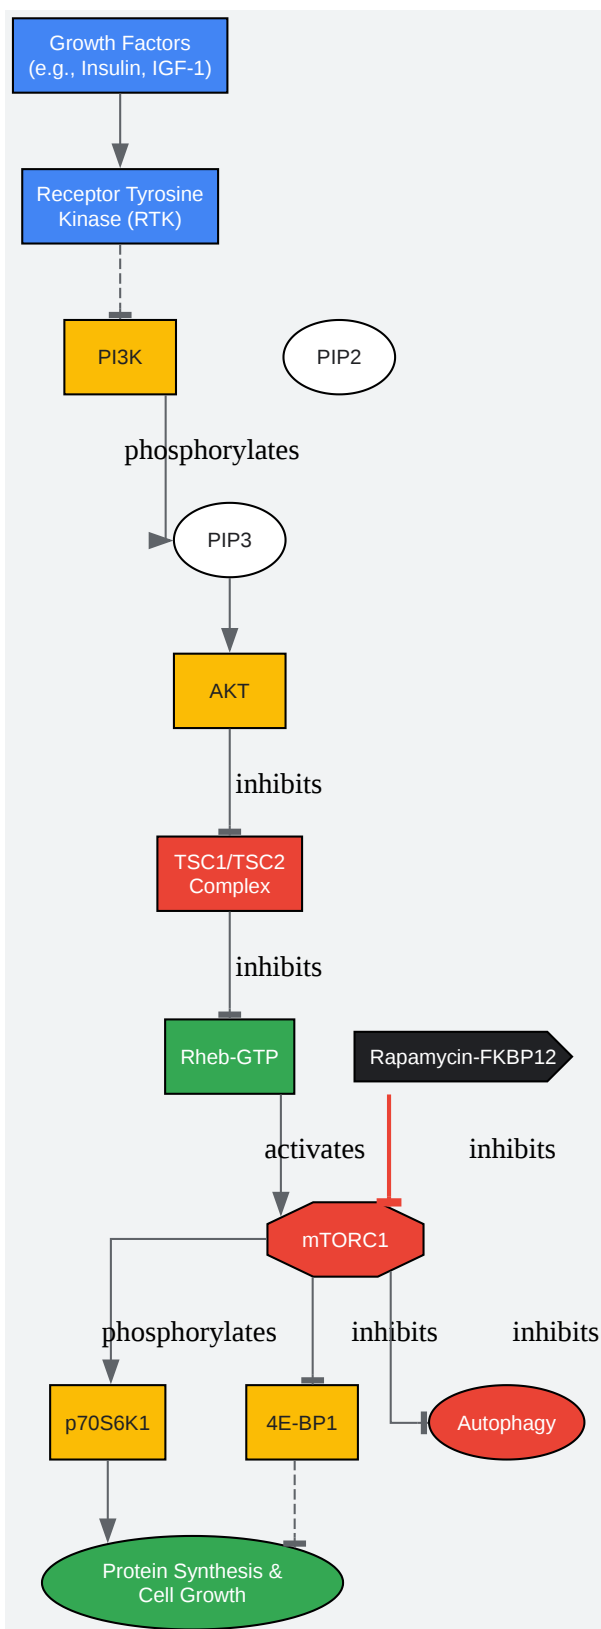 Growth Factors
(e.g., Insulin, IGF-1)
Receptor Tyrosine
Kinase (RTK)
PI3K
PIP2
phosphorylates
PIP3
AKT
inhibits
TSC1/TSC2
Complex
inhibits
Rheb-GTP
Rapamycin-FKBP12
activates
inhibits
mTORC1
phosphorylates
inhibits
inhibits
p70S6K1
4E-BP1
Autophagy
Protein Synthesis &
Cell Growth